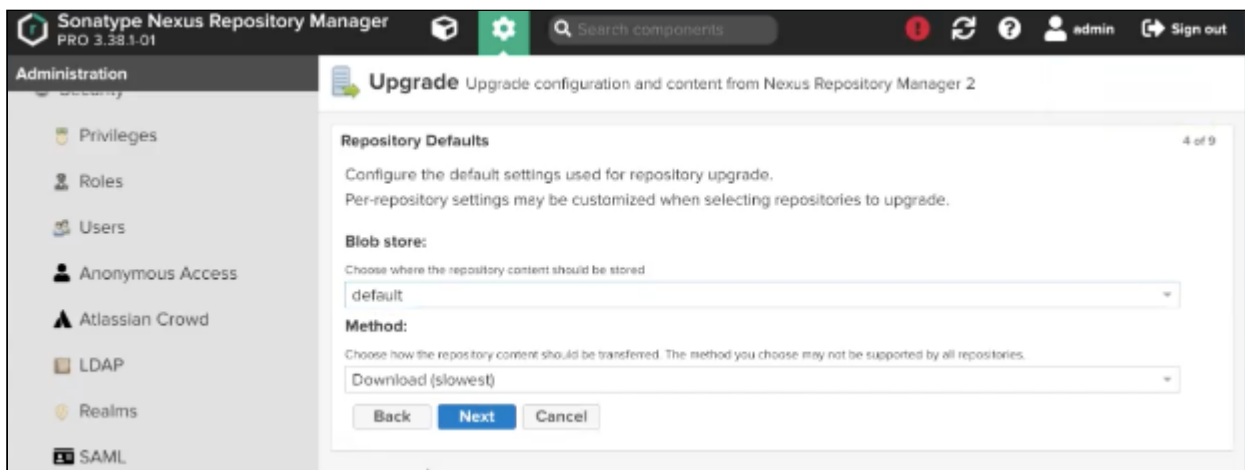 Sonatype Nexus Repository Manager
PRO 3.38.1-01
Search components
admin
Sign out
Administration
Security
Privileges
Roles
Users
Anonymous Access
Atlassian Crowd
LDAP
Realms
SAML
Upgrade Upgrade configuration and content from Nexus Repository Manager 2
Repository Defaults
4 of 9
Configure the default settings used for repository upgrade.
Per-repository settings may be customized when selecting repositories to upgrade.
Blob store:
Choose where the repository content should be stored
default
Method:
Choose how the repository content should be transferred. The method you choose may not be supported by all repositories.
Download (slowest)
Back
Next
Cancel